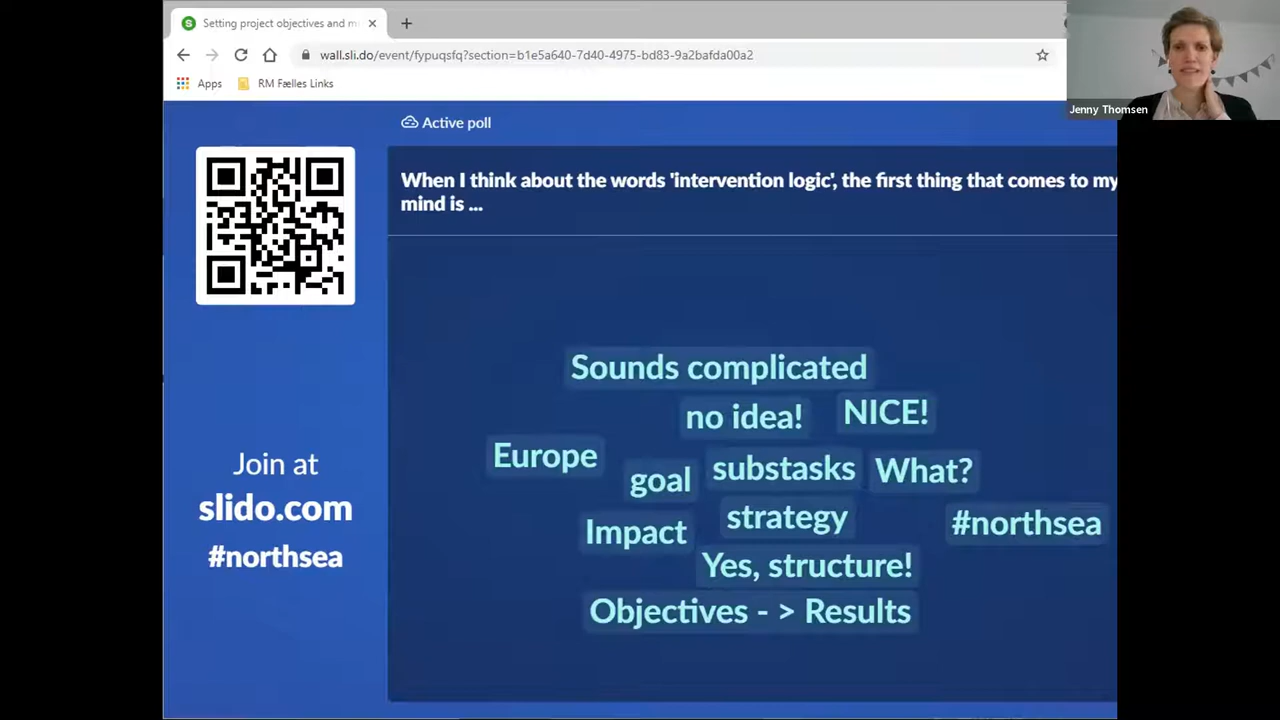 Setting project objectives and m
wall.sli.do/event/fypuqsfq?section=b1e5a640-7d40-4975-bd83-9a2bafda00a2
Apps
RM Fælles Links
Jenny Thomsen
Active poll
When I think about the words 'intervention logic', the first thing that comes to my
mind is ...
Sounds complicated
no idea! NICE!
Europe goal substasks What?
Impact strategy #northsea
Yes, structure!
Objectives - > Results
Join at
slido.com
#northsea